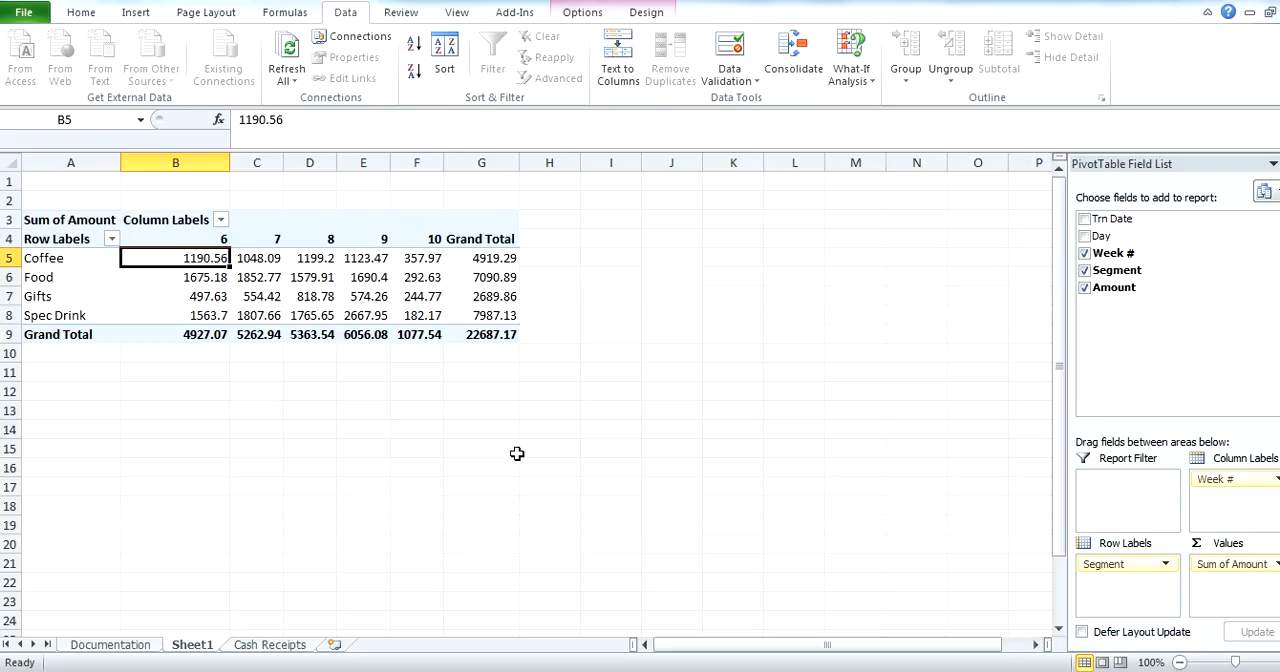 File Home Insert Page Layout Formulas Data Review View Add-Ins Options Design
From Access
From Web
From Text
From Other Sources
Existing Connections
Get External Data
Refresh All
Connections
Properties
Edit Links
Connections
Sort
Filter
Clear
Reapply
Advanced
Sort & Filter
Text to Columns
Remove Duplicates
Data Validation
Consolidate
What-If Analysis
Data Tools
Group
Ungroup
Subtotal
Show Detail
Hide Detail
Outline
B5 fx 1190.56
A B C D E F G H I J K L M N O P
1
2
3 Sum of Amount Column Labels
4 Row Labels 6 7 8 9 10 Grand Total
5 Coffee 1190.56 1048.09 1199.2 1123.47 357.97 4919.29
6 Food 1675.18 1852.77 1579.91 1690.4 292.63 7090.89
7 Gifts 497.63 554.42 818.78 574.26 244.77 2689.86
8 Spec Drink 1563.7 1807.66 1765.65 2667.95 182.17 7987.13
9 Grand Total 4927.07 5262.94 5363.54 6056.08 1077.54 22687.17
10
11
12
13
14
15
16
17
18
19
20
21
22
23
24
PivotTable Field List
Choose fields to add to report:
Trn Date
Day
Week #
Segment
Amount
Drag fields between areas below:
Report Filter
Column Labels
Week #
Row Labels
Σ Values
Segment
Sum of Amount
Defer Layout Update
Update
Documentation Sheet1 Cash Receipts
Ready
100%